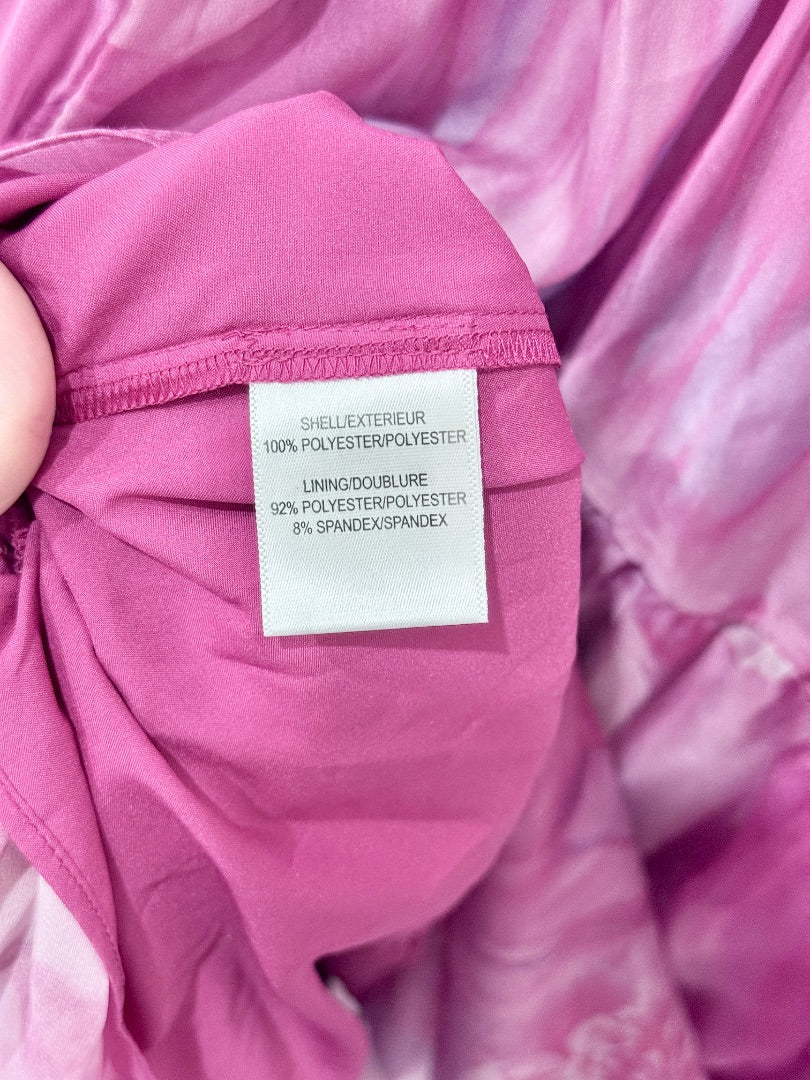 SHELL/EXTERIEUR
100% POLYESTER/POLYESTER
LINING/DOUBLURE
92% POLYESTER/POLYESTER
8% SPANDEX/SPANDEX